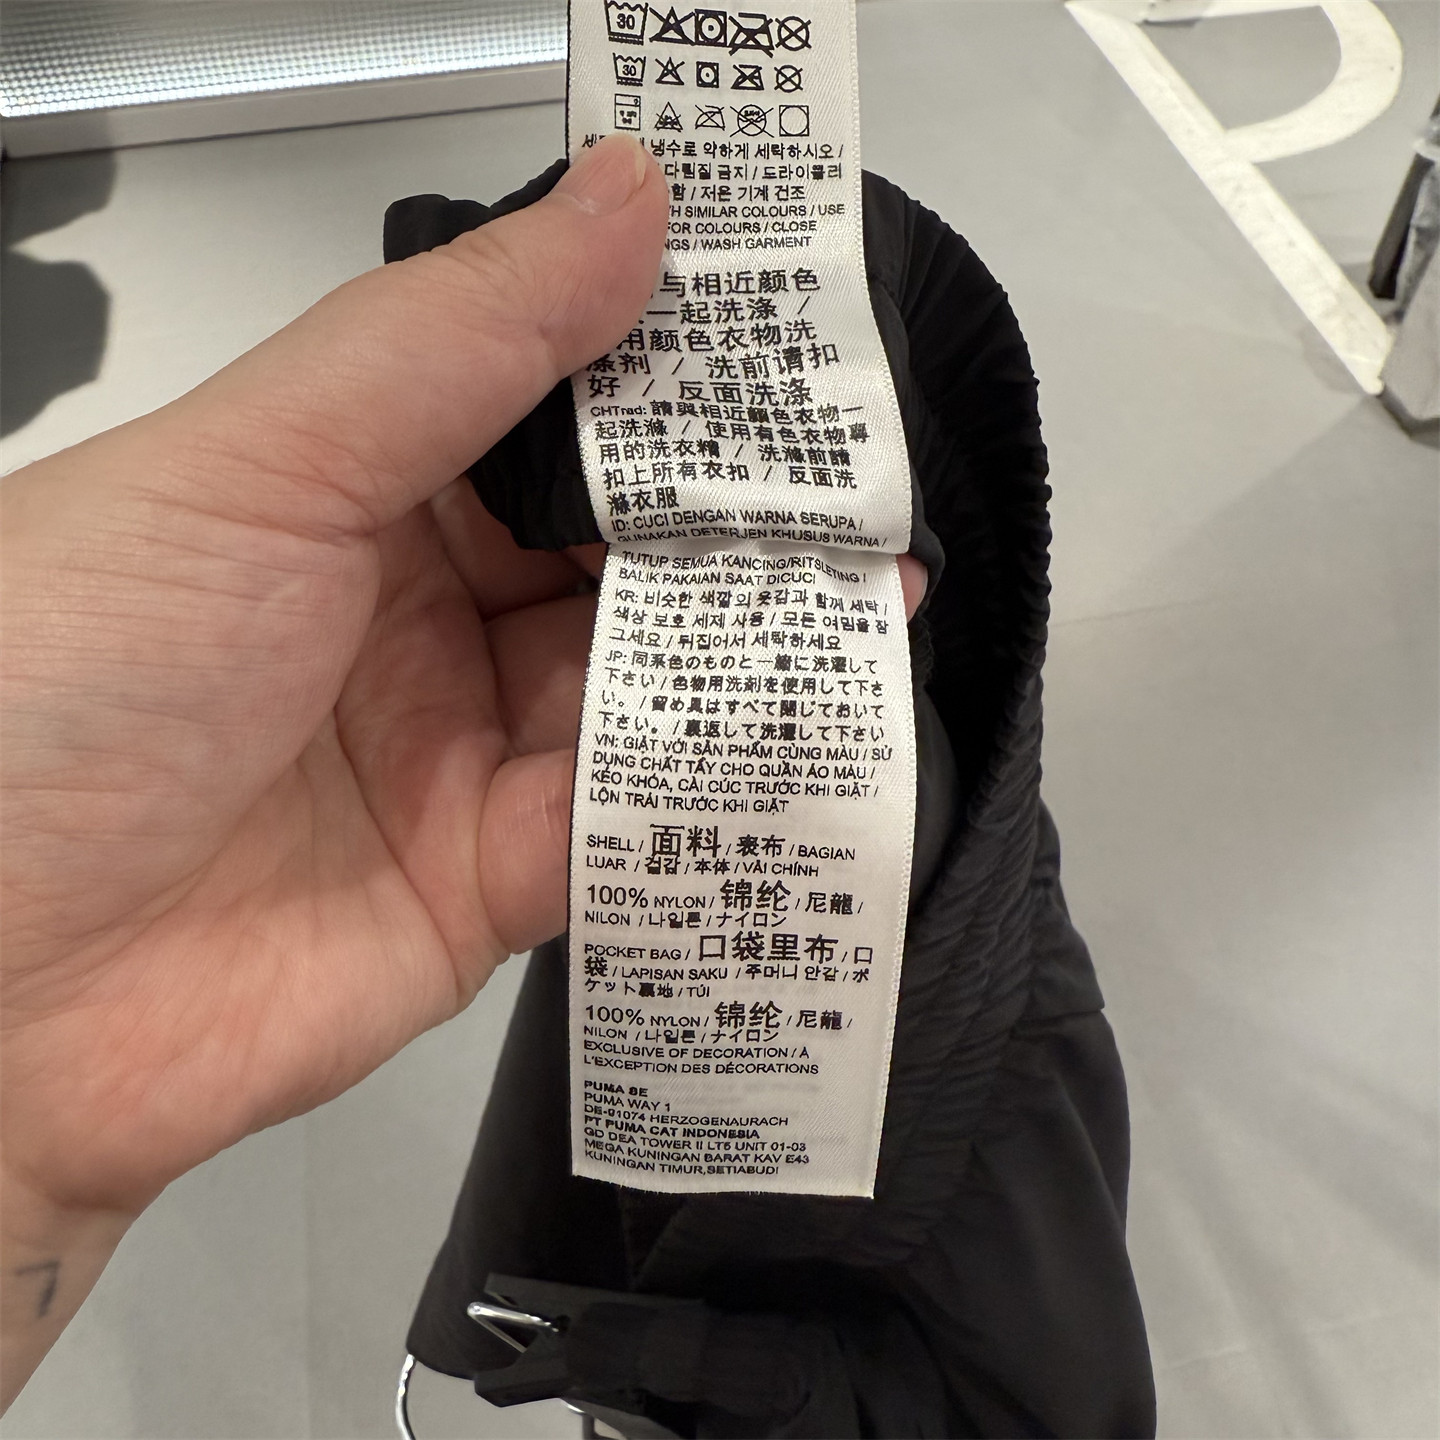 30
30
냉수로 약하게 세탁하시오 /
다림질 금지 / 드라이클리
함 / 저온 기계 건조
H SIMILAR COLOURS / USE
FOR COLOURS / CLOSE
NGS / WASH GARMENT
与相近颜色
一起洗涤 /
用颜色衣物洗
涤剂 / 洗前请扣
好 / 反面洗涤
CHTrad: 請與相近顏色衣物一
起洗滌 / 使用有色衣物專
用的洗衣精 / 洗滌前請
扣上所有衣扣 / 反面洗
滌衣服
ID: CUCI DENGAN WARNA SERUPA /
GUNAKAN DETERJEN KHUSUS WARNA /
TUTUP SEMUA KANCING/RITSLETING /
BALIK PAKAIAN SAAT DICUCI
KR: 비슷한 색깔의 옷감과 함께 세탁 /
색상 보호 세제 사용 / 모든 여밈을 잠
그세요 / 뒤집어서 세탁하세요
JP: 同系色のものと一緒に洗濯して
下さい / 色物用洗剤を使用して下さ
い。 / 留め具はすべて閉じておいて
下さい。 / 裏返して洗濯して下さい
VN: GIẶT VỚI SẢN PHẨM CÙNG MÀU / SỬ
DỤNG CHẤT TẨY CHO QUẦN ÁO MÀU /
KÉO KHÓA, CÀI CÚC TRƯỚC KHI GIẶT /
LỘN TRÁI TRƯỚC KHI GIẶT
SHELL / 面料 / 表布 / BAGIAN
LUAR / 겉감 / 本体 / VẢI CHÍNH
100% NYLON / 锦纶 / 尼龍 /
NILON / 나일론 / ナイロン
POCKET BAG / 口袋里布 / 口
袋 / LAPISAN SAKU / 주머니 안감 / ポ
ケット裏地 / TÚI
100% NYLON / 锦纶 / 尼龍 /
NILON / 나일론 / ナイロン
EXCLUSIVE OF DECORATION / À
L'EXCEPTION DES DÉCORATIONS
PUMA SE
PUMA WAY 1
DE-91074 HERZOGENAURACH
PT PUMA CAT INDONESIA
GD DEA TOWER II LT5 UNIT 01-03
MEGA KUNINGAN BARAT KAV E43
KUNINGAN TIMUR,SETIABUDI